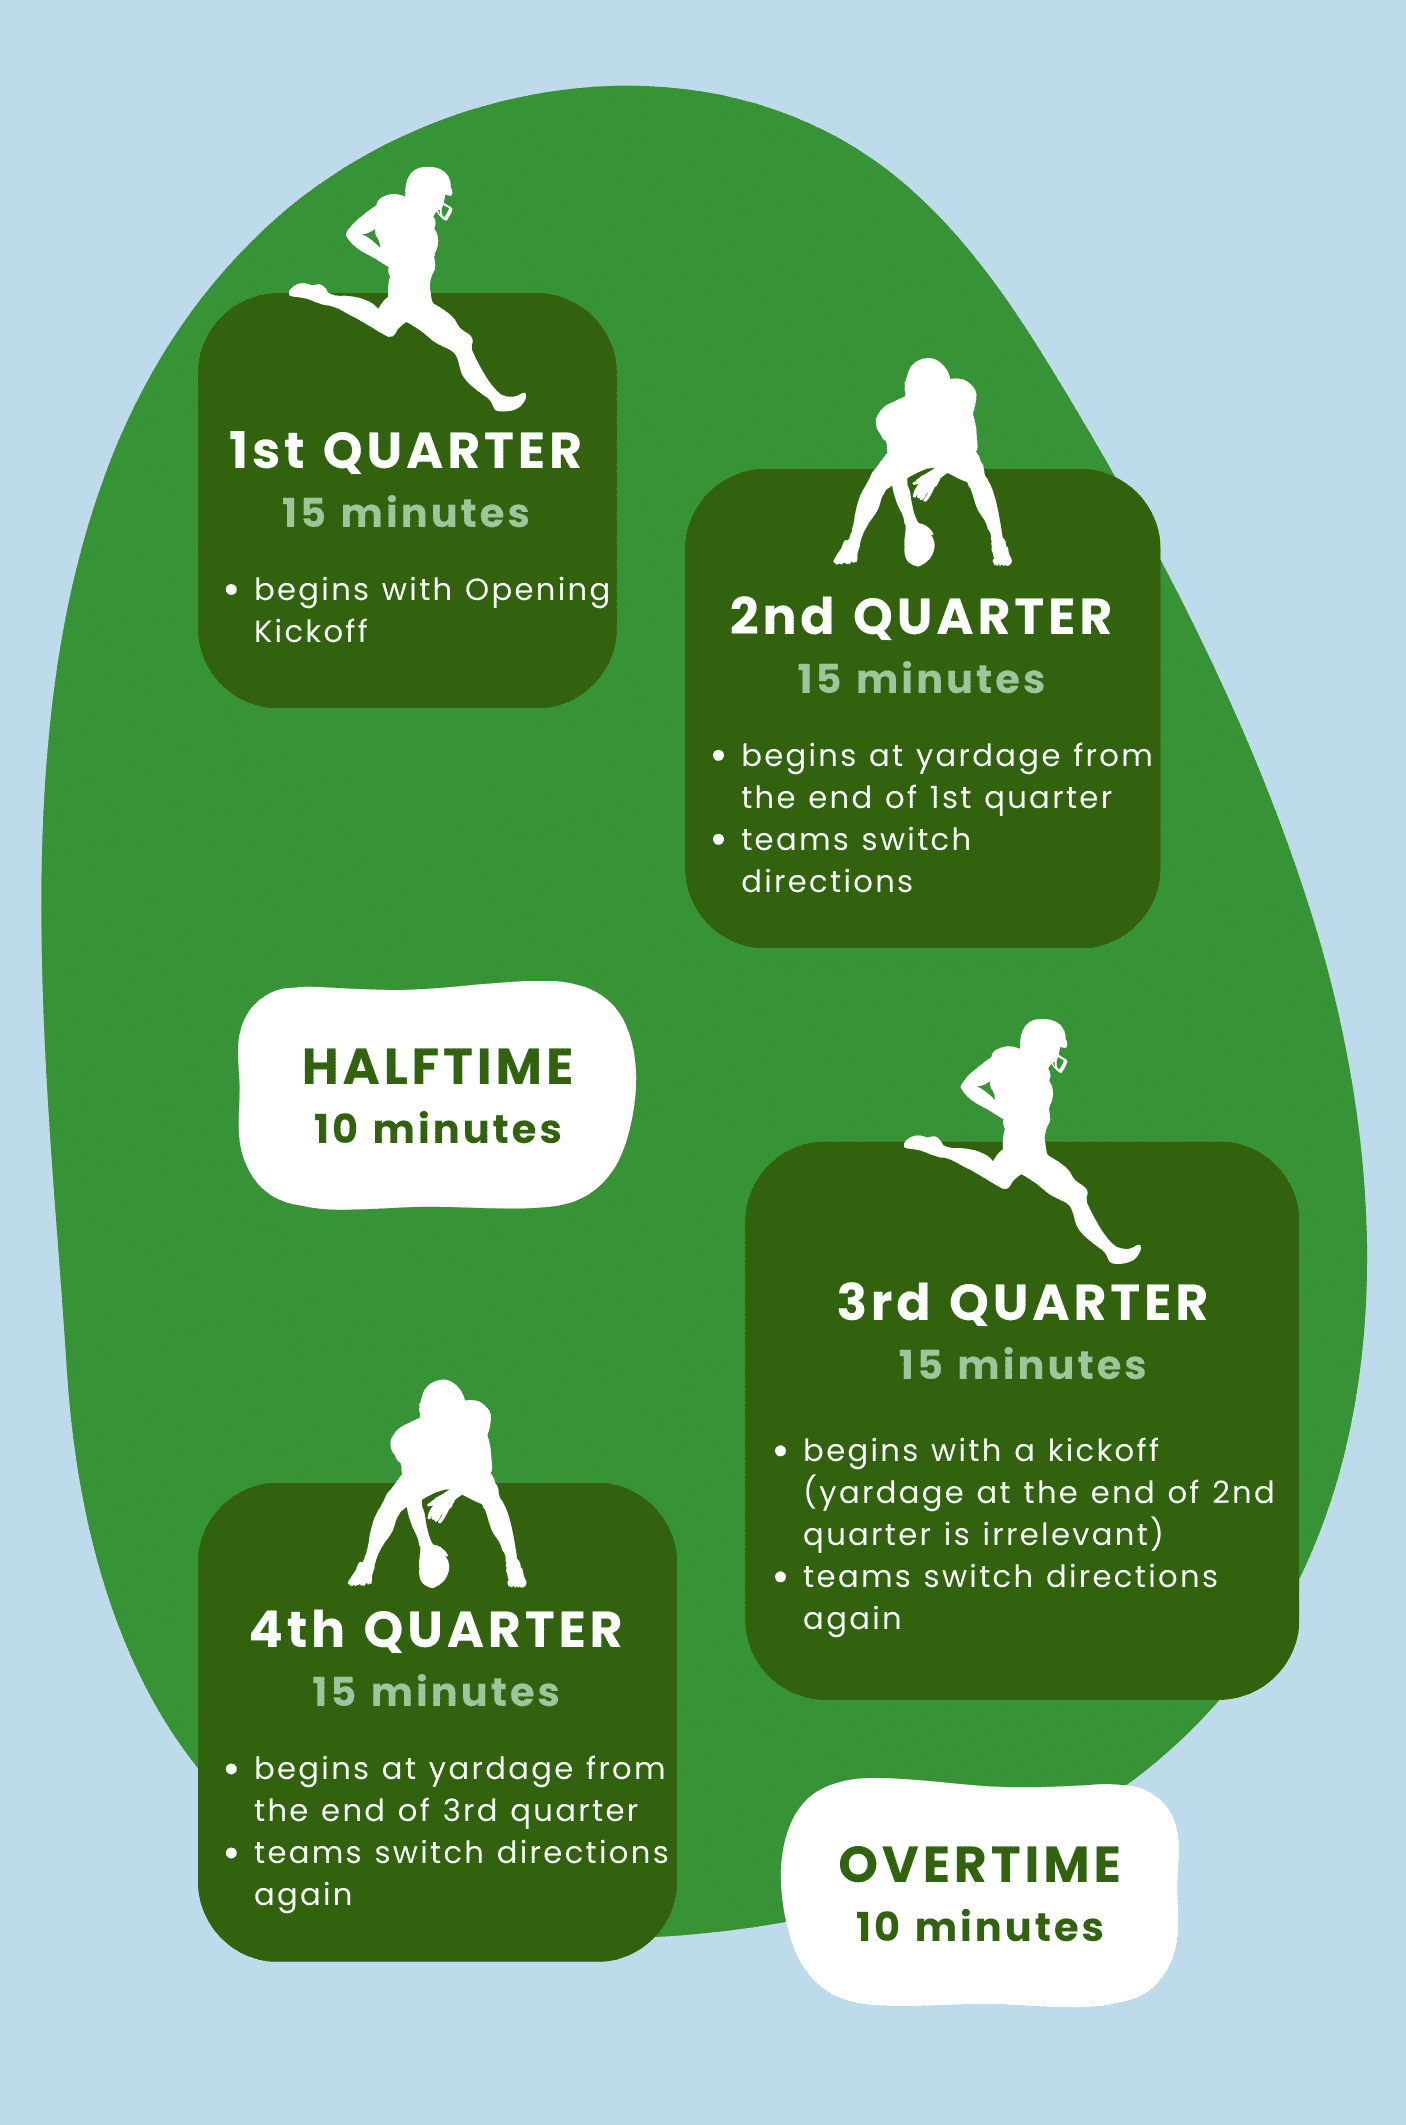 1st QUARTER
15 minutes
• begins with Opening
Kickoff
2nd QUARTER
15 minutes
• begins at yardage from
the end of 1st quarter
• teams switch
directions
HALFTIME
10 minutes
3rd QUARTER
15 minutes
• begins with a kickoff
(yardage at the end of 2nd
quarter is irrelevant)
• teams switch directions
again
4th QUARTER
15 minutes
• begins at yardage from
the end of 3rd quarter
• teams switch directions
again
OVERTIME
10 minutes